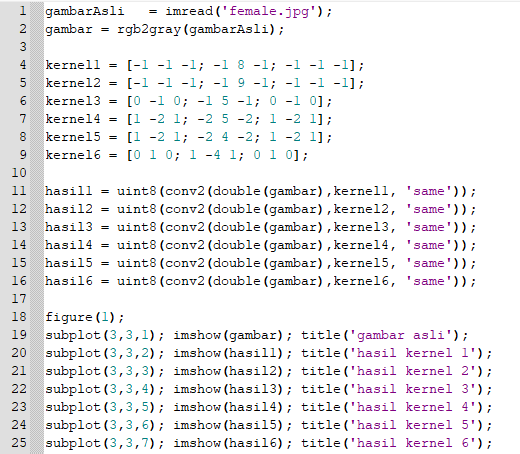 1 gambarAsli   = imread('female.jpg');
2 gambar = rgb2gray(gambarAsli);
3
4 kernel1 = [-1 -1 -1; -1 8 -1; -1 -1 -1];
5 kernel2 = [-1 -1 -1; -1 9 -1; -1 -1 -1];
6 kernel3 = [0 -1 0; -1 5 -1; 0 -1 0];
7 kernel4 = [1 -2 1; -2 5 -2; 1 -2 1];
8 kernel5 = [1 -2 1; -2 4 -2; 1 -2 1];
9 kernel6 = [0 1 0; 1 -4 1; 0 1 0];
10
11 hasil1 = uint8(conv2(double(gambar),kernel1, 'same'));
12 hasil2 = uint8(conv2(double(gambar),kernel2, 'same'));
13 hasil3 = uint8(conv2(double(gambar),kernel3, 'same'));
14 hasil4 = uint8(conv2(double(gambar),kernel4, 'same'));
15 hasil5 = uint8(conv2(double(gambar),kernel5, 'same'));
16 hasil6 = uint8(conv2(double(gambar),kernel6, 'same'));
17
18 figure(1);
19 subplot(3,3,1); imshow(gambar); title('gambar asli');
20 subplot(3,3,2); imshow(hasil1); title('hasil kernel 1');
21 subplot(3,3,3); imshow(hasil2); title('hasil kernel 2');
22 subplot(3,3,4); imshow(hasil3); title('hasil kernel 3');
23 subplot(3,3,5); imshow(hasil4); title('hasil kernel 4');
24 subplot(3,3,6); imshow(hasil5); title('hasil kernel 5');
25 subplot(3,3,7); imshow(hasil6); title('hasil kernel 6');